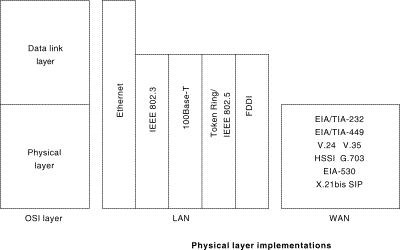 Data link
layer
Physical
layer
Ethernet
IEEE 802.3
100Base-T
Token Ring/
IEEE 802.5
FDDI
EIA/TIA-232
EIA/TIA-449
V.24 V.35
HSSI G.703
EIA-530
X.21bis SIP
OSI layer
LAN
WAN
Physical layer implementations